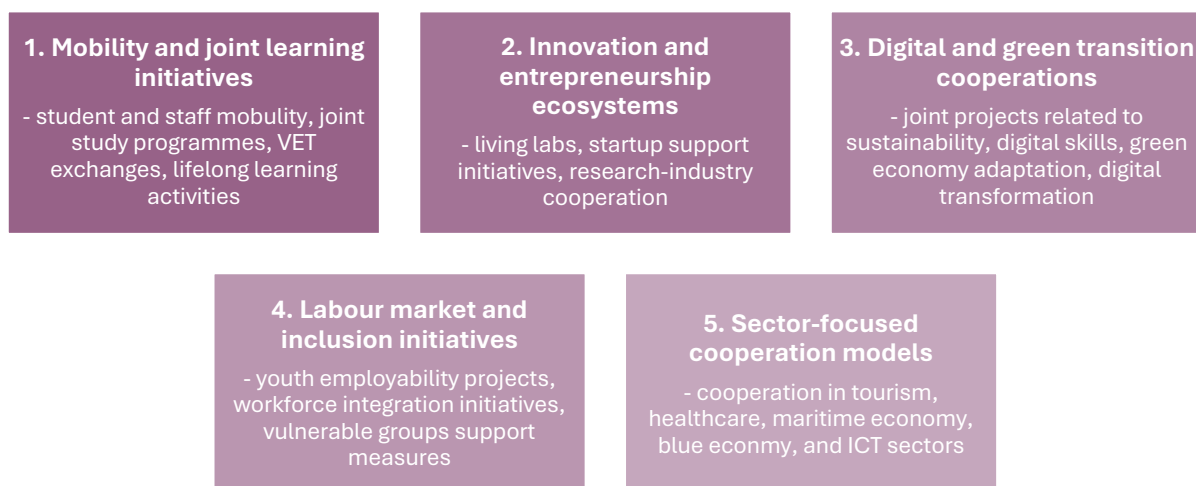 1. Mobility and joint learning
initiatives
- student and staff mobulity, joint
study programmes, VET
exchanges, lifelong learning
activities
2. Innovation and
entrepreneurship
ecosystems
- living labs, startup support
initiatives, research-industry
cooperation
3. Digital and green transition
cooperations
- joint projects related to
sustainability, digital skills, green
economy adaptation, digital
transformation
4. Labour market and
inclusion initiatives
- youth employability projects,
workforce integration initiatives,
vulnerable groups support
measures
5. Sector-focused
cooperation models
- cooperation in tourism,
healthcare, maritime economy,
blue econmy, and ICT sectors